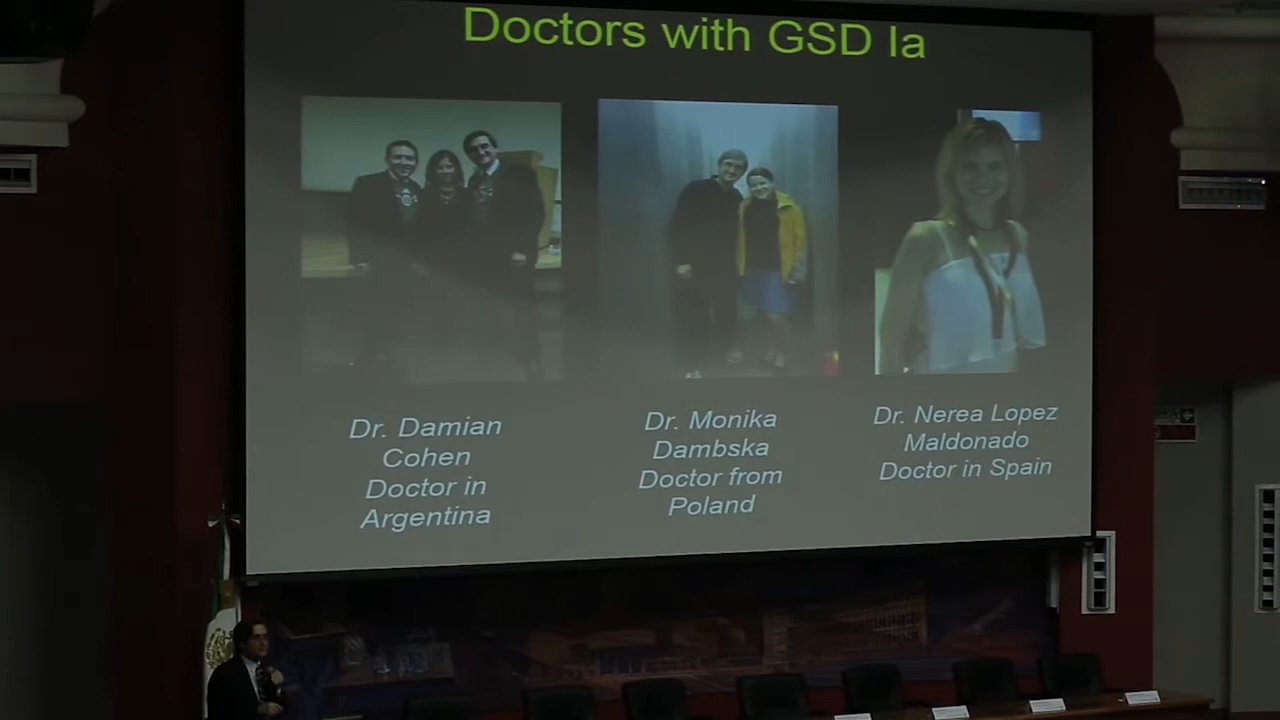 Doctors with GSD Ia
Dr. Damian
Cohen
Doctor in
Argentina
Dr. Monika
Dambska
Doctor from
Poland
Dr. Nerea Lopez
Maldonado
Doctor in Spain